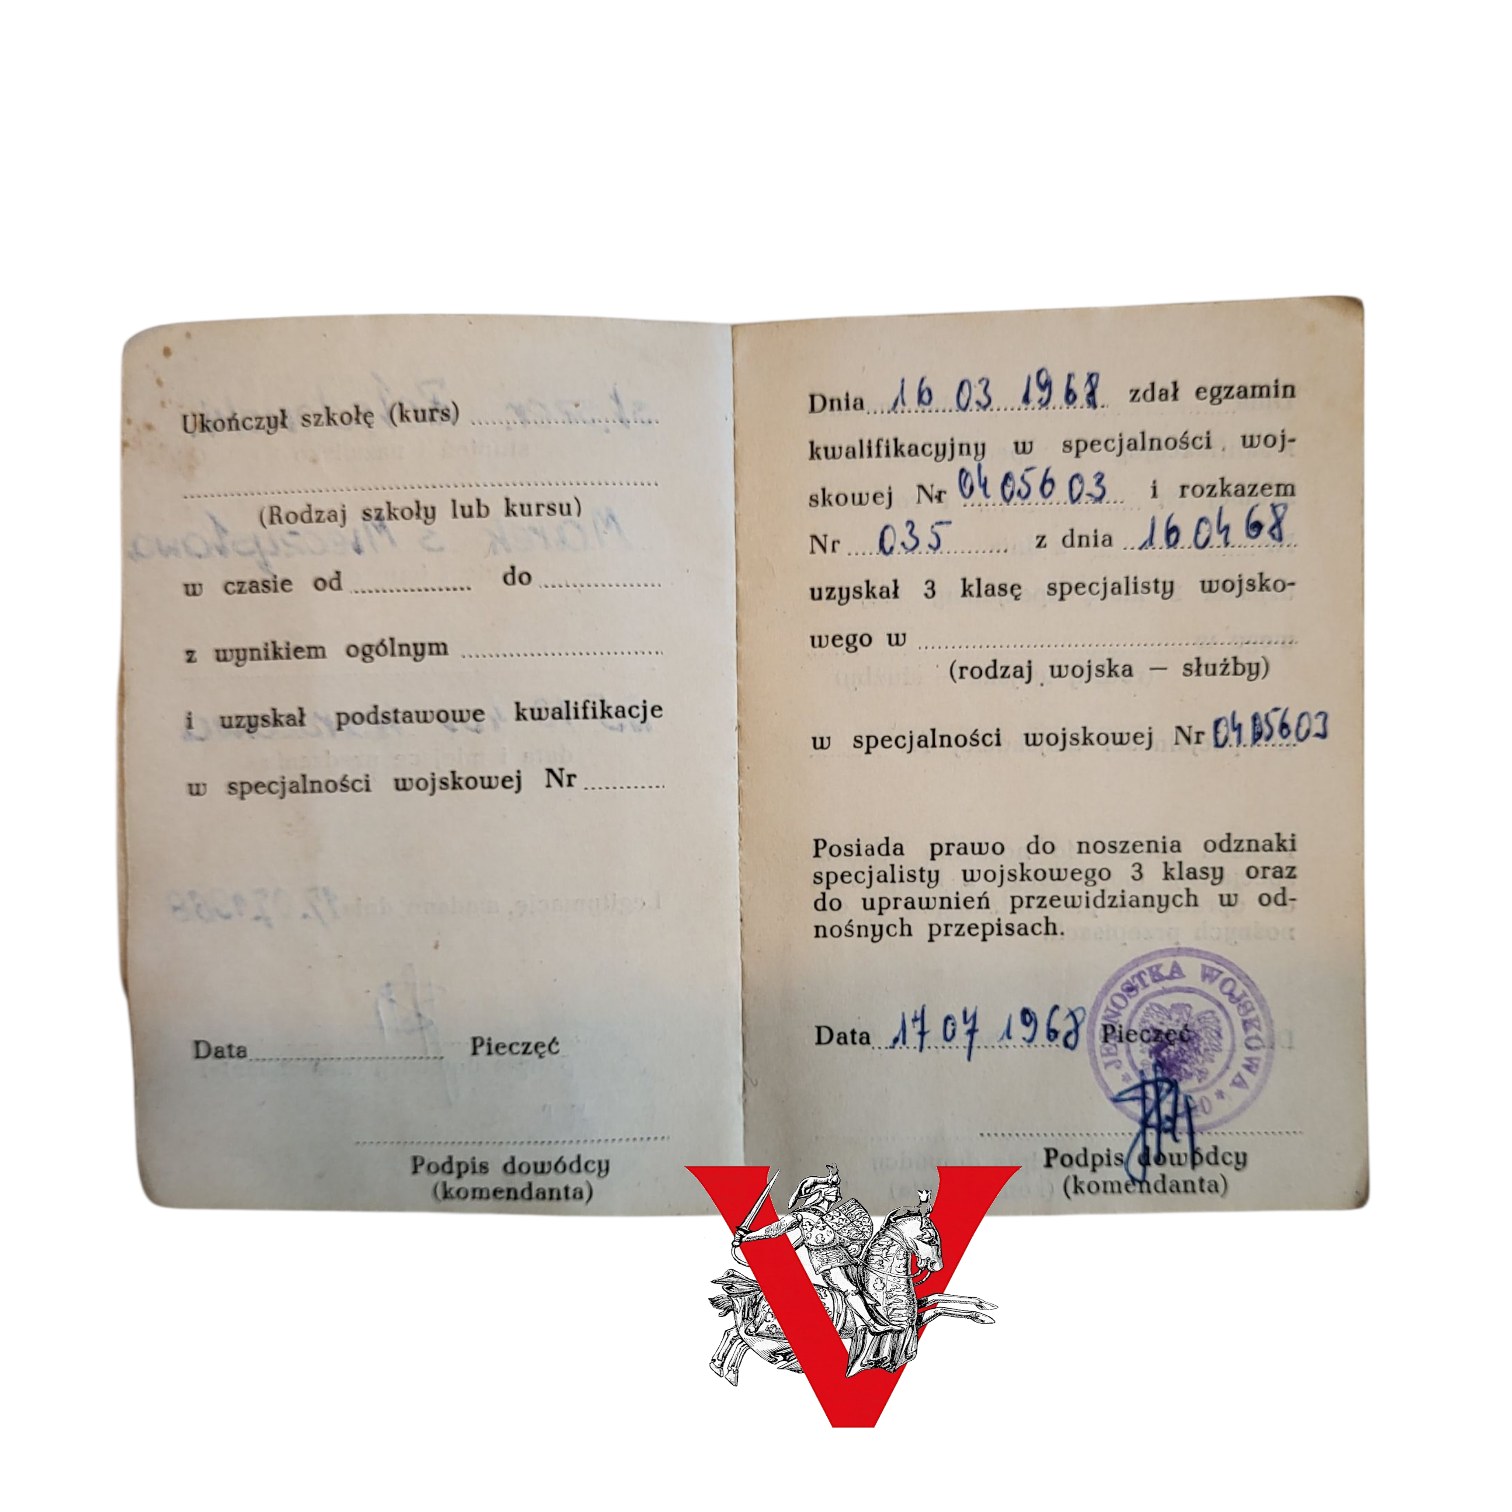 Ukończył szkołę (kurs)
(Rodzaj szkoły lub kursu)
w czasie od do
z wynikiem ogólnym
i uzyskał podstawowe kwalifikacje
w specjalności wojskowej Nr
Data Pieczęć
Podpis dowódcy
(komendanta)
Dnia 16 03 1968 zdał egzamin
kwalifikacyjny w specjalności woj-
skowej Nr 0405603 i rozkazem
Nr 035 z dnia 16 04 68
uzyskał 3 klasę specjalisty wojsko-
wego w
(rodzaj wojska — służby)
w specjalności wojskowej Nr 0405603
Posiada prawo do noszenia odznaki
specjalisty wojskowego 3 klasy oraz
do uprawnień przewidzianych w od-
nośnych przepisach.
Data 17 07 1968 Pieczęć
JEDNOSTKA WOJSKOWA
Podpis dowódcy
(komendanta)
V